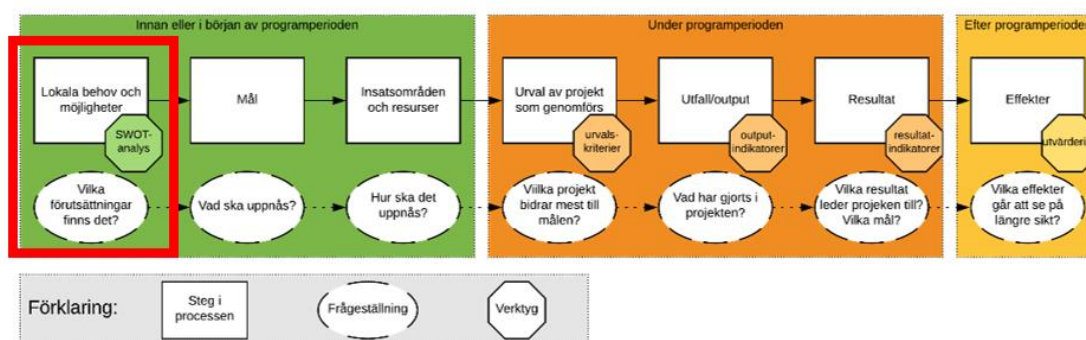 Innan eller i början av programperioden
Under programperioden
Efter programperioden
Lokala behov och
möjligheter
SWOT-
analys
Mål
Insatsområden
och resurser
Urval av projekt
som genomförs
urvals-
kriterier
Utfall/output
output-
indikatorer
Resultat
resultat-
indikatorer
Effekter
Vilka
förutsättningar
finns det?
Vad ska uppnås?
Hur ska det
uppnås?
Viilka projekt
bidrar mest till
målen?
Vad har gjorts i
projekten?
Vilka resultat
leder projeken till?
Vilka mål?
Vilka effekter
går att se på
längre sikt?
Förklaring:
Steg i
processen
Frågeställning
Verktyg